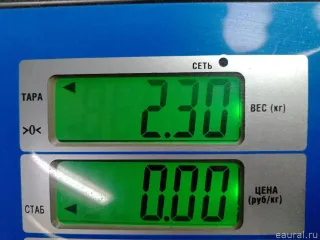 СЕТЬ
ТАРА
2.30
ВЕС (кг)
>0<
0.00
ЦЕНА
(руб/кг)
СТАБ
eaural.ru